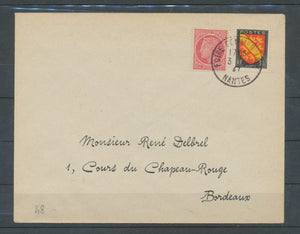 POSTES
NANTES
Monsieur René Delbrel
1, Cours du Chapeau-Rouge
Bordeaux
48